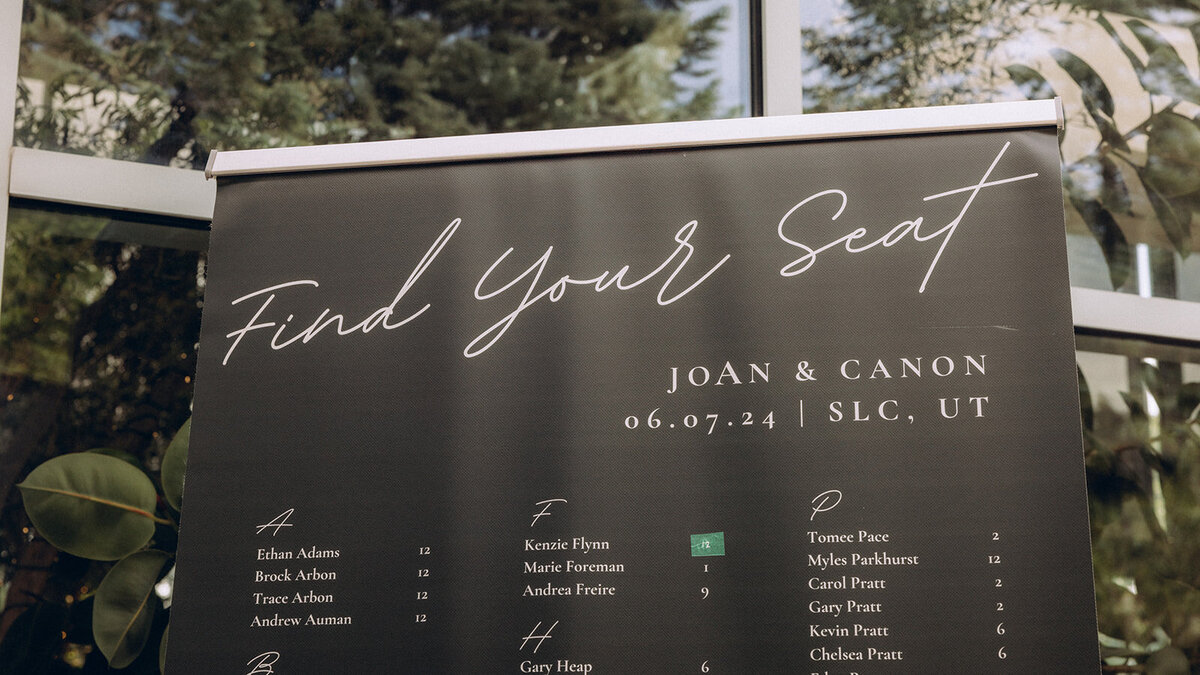 Find Your Seat
JOAN & CANON
06.07.24 | SLC, UT
A
Ethan Adams 12
Brock Arbon 12
Trace Arbon 12
Andrew Auman 12
B
F
Kenzie Flynn 12
Marie Foreman 1
Andrea Freire 9
H
Gary Heap 6
P
Tomee Pace 2
Myles Parkhurst 12
Carol Pratt 2
Gary Pratt 2
Kevin Pratt 6
Chelsea Pratt 6